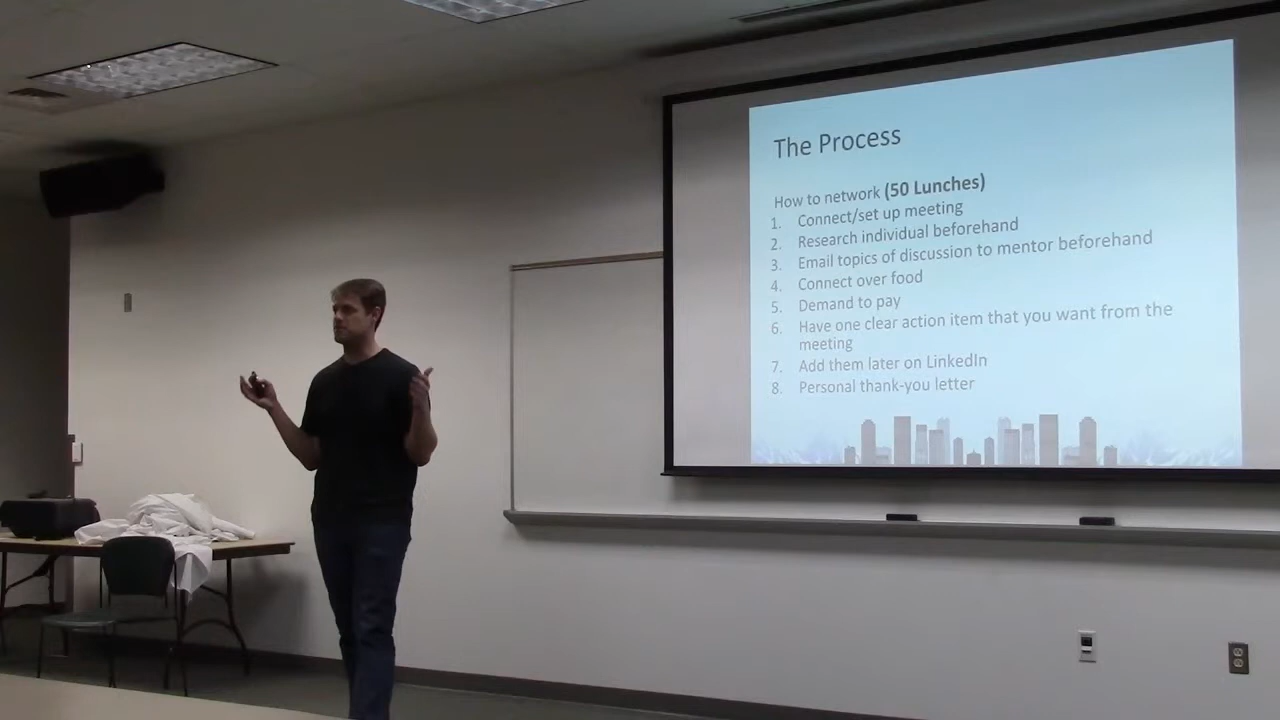 The Process
How to network (50 Lunches)
1. Connect/set up meeting
2. Research individual beforehand
3. Email topics of discussion to mentor beforehand
4. Connect over food
5. Demand to pay
6. Have one clear action item that you want from the
meeting
7. Add them later on LinkedIn
8. Personal thank-you letter